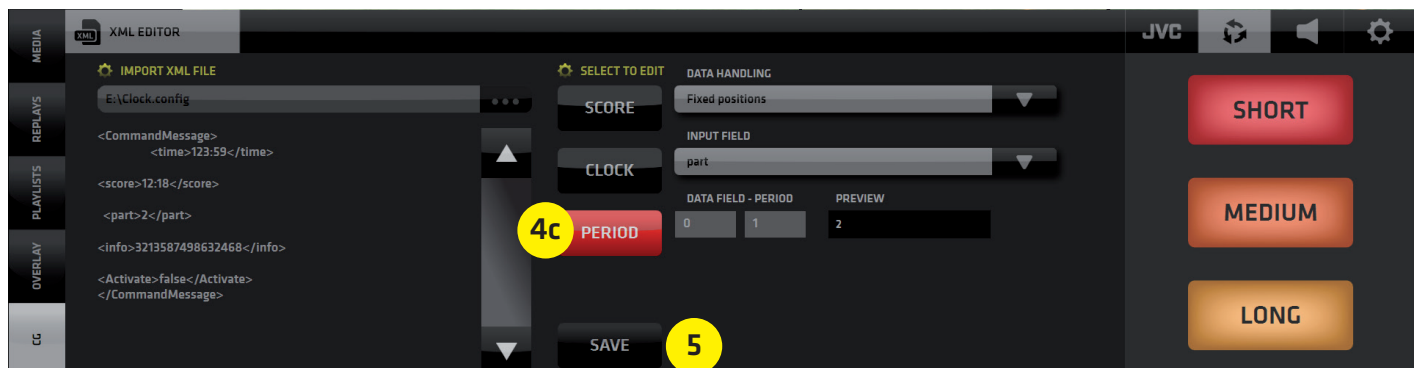 MEDIA
REPLAYS
PLAYLISTS
OVERLAY
CG
XML
XML EDITOR
JVC
IMPORT XML FILE
E:\Clock.config
<CommandMessage>
<time>123:59</time>
<score>12:18</score>
<part>2</part>
<info>3213587498632468</info>
<Activate>false</Activate>
</CommandMessage>
SELECT TO EDIT
SCORE
CLOCK
4c
PERIOD
SAVE
5
DATA HANDLING
Fixed positions
INPUT FIELD
part
DATA FIELD - PERIOD
PREVIEW
0
1
2
SHORT
MEDIUM
LONG